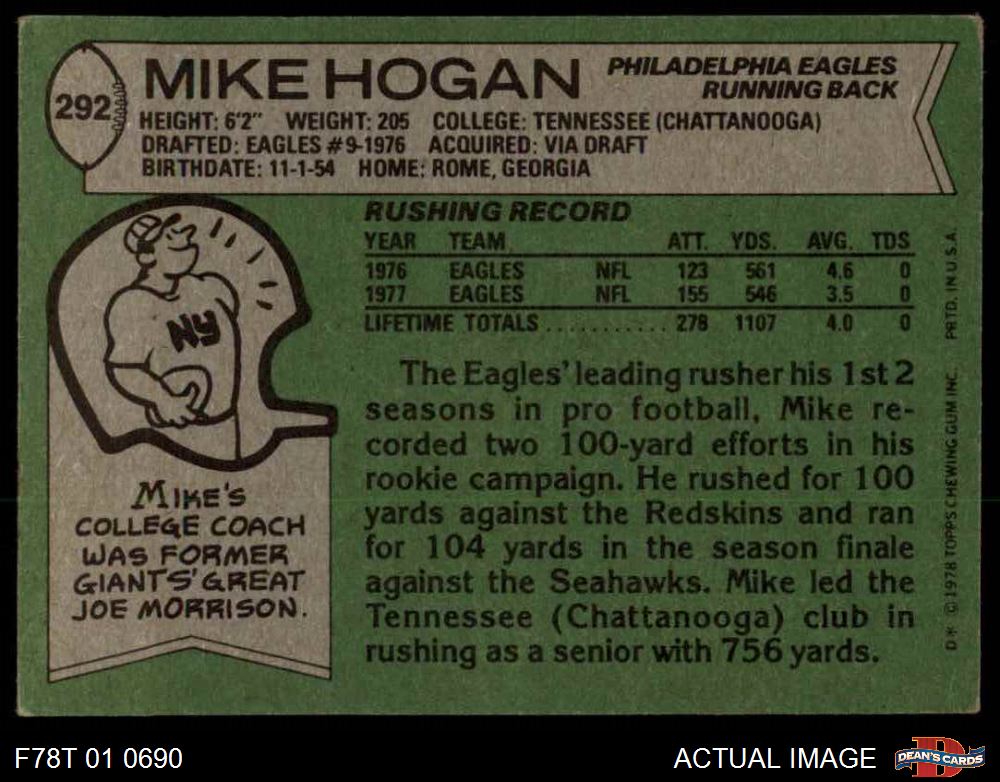 292
MIKE HOGAN
PHILADELPHIA EAGLES
RUNNING BACK
HEIGHT: 6'2" WEIGHT: 205 COLLEGE: TENNESSEE (CHATTANOOGA)
DRAFTED: EAGLES #9-1976 ACQUIRED: VIA DRAFT
BIRTHDATE: 11-1-54 HOME: ROME, GEORGIA
RUSHING RECORD
YEAR TEAM ATT. YDS. AVG. TDS
1976 EAGLES NFL 123 561 4.6 0
1977 EAGLES NFL 155 546 3.5 0
LIFETIME TOTALS ........... 278 1107 4.0 0
The Eagles' leading rusher his 1st 2
seasons in pro football, Mike re-
corded two 100-yard efforts in his
rookie campaign. He rushed for 100
yards against the Redskins and ran
for 104 yards in the season finale
against the Seahawks. Mike led the
Tennessee (Chattanooga) club in
rushing as a senior with 756 yards.
NY
MIKE'S
COLLEGE COACH
WAS FORMER
GIANTS' GREAT
JOE MORRISON.
D* © 1978 TOPPS CHEWING GUM INC. PRTD. IN U.S.A.
F78T 01 0690
ACTUAL IMAGE
D
DEAN'S CARDS